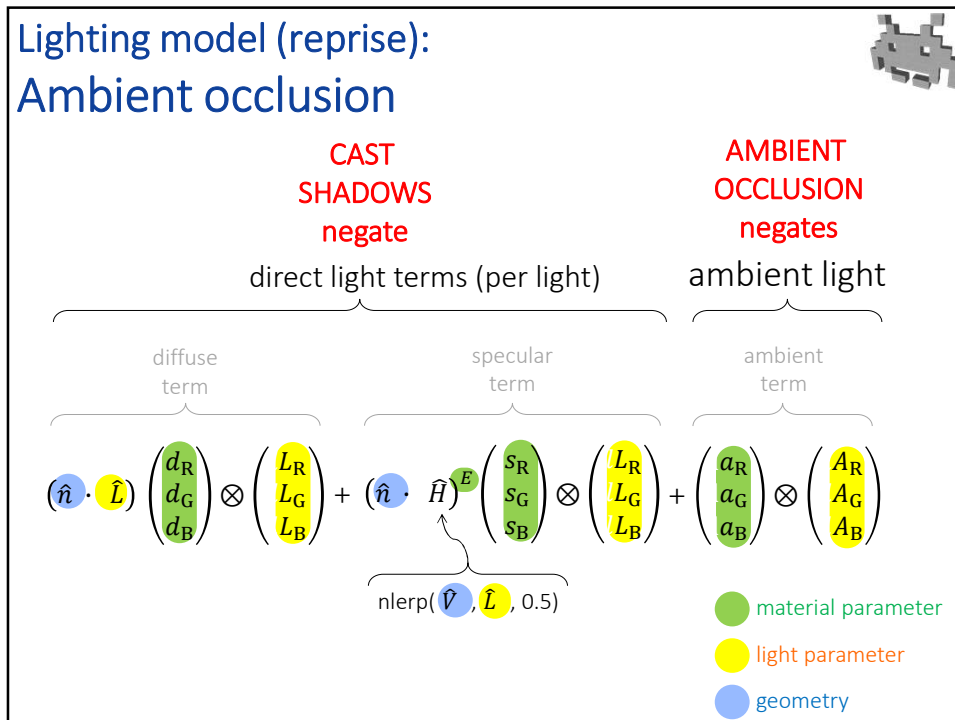 Lighting model (reprise):
Ambient occlusion
CAST
SHADOWS
negate
AMBIENT
OCCLUSION
negates
direct light terms (per light)
ambient light
diffuse
term
specular
term
ambient
term
(n̂ · L̂) (d_R d_G d_B) ⊗ (L_R L_G L_B) + (n̂ · Ĥ)^E (s_R s_G s_B) ⊗ (L_R L_G L_B) + (a_R a_G a_B) ⊗ (A_R A_G A_B)
nlerp( V̂ , L̂ , 0.5)
material parameter
light parameter
geometry